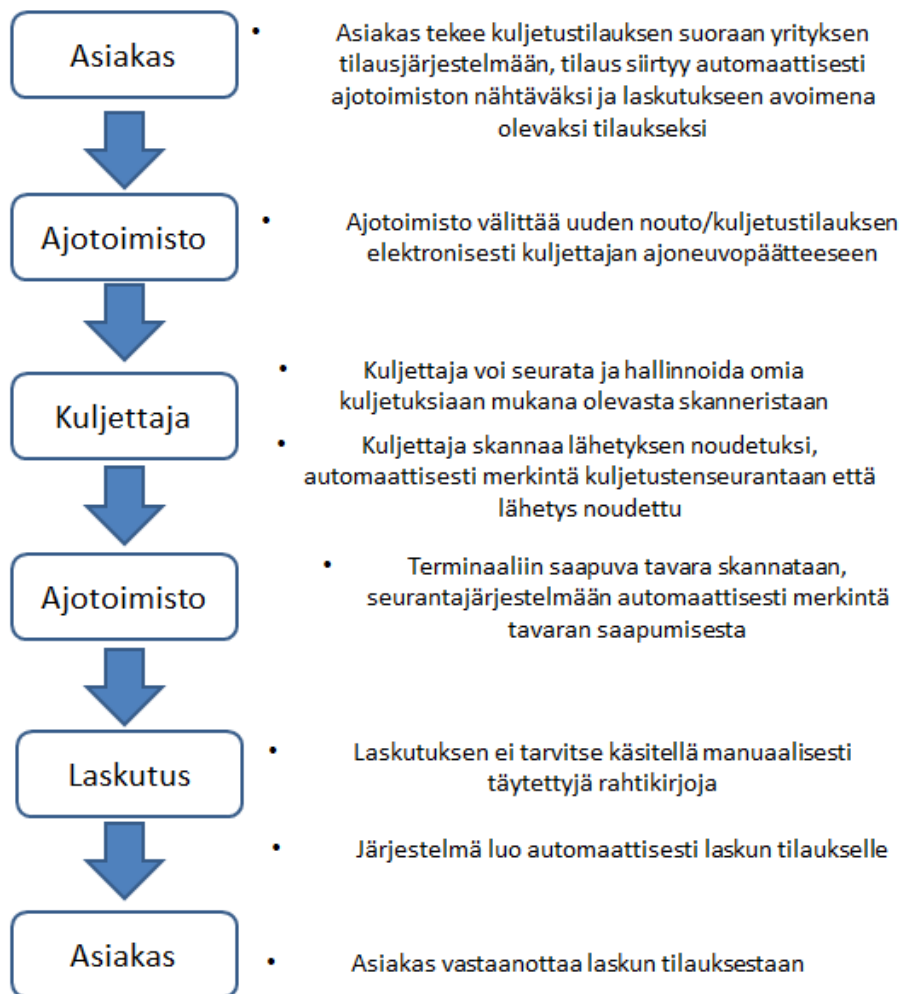 Asiakas
• Asiakas tekee kuljetustilauksen suoraan yrityksen
tilausjärjestelmään, tilaus siirtyy automaattisesti
ajotoimiston nähtäväksi ja laskutukseen avoimena
olevaksi tilaukseksi
Ajotoimisto
• Ajotoimisto välittää uuden nouto/kuljetustilauksen
elektronisesti kuljettajan ajoneuvopäätteeseen
Kuljettaja
• Kuljettaja voi seurata ja hallinnoida omia
kuljetuksiaan mukana olevasta skanneristaan
• Kuljettaja skannaa lähetyksen noudetuksi,
automaattisesti merkintä kuljetustenseurantaan että
lähetys noudettu
Ajotoimisto
• Terminaaliin saapuva tavara skannataan,
seurantajärjestelmään automaattisesti merkintä
tavaran saapumisesta
Laskutus
• Laskutuksen ei tarvitse käsitellä manuaalisesti
täytettyjä rahtikirjoja
• Järjestelmä luo automaattisesti laskun tilaukselle
Asiakas
• Asiakas vastaanottaa laskun tilauksestaan